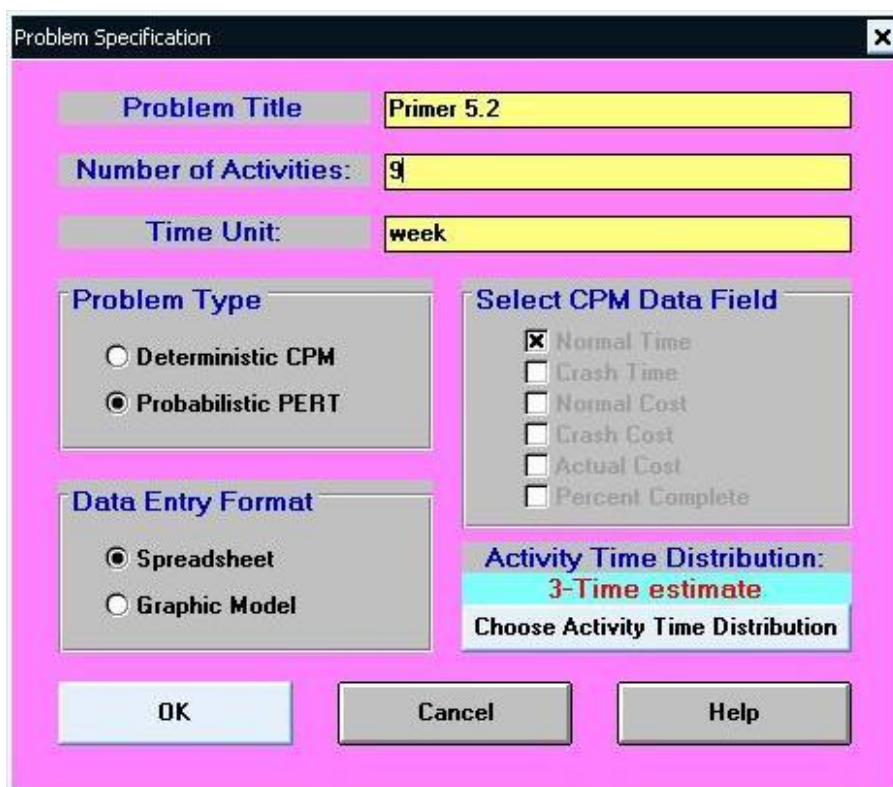 Problem Specification
Problem Title
Primer 5.2
Number of Activities:
9
Time Unit:
week
Problem Type
Deterministic CPM
Probabilistic PERT
Select CPM Data Field
Normal Time
Crash Time
Normal Cost
Crash Cost
Actual Cost
Percent Complete
Data Entry Format
Spreadsheet
Graphic Model
Activity Time Distribution:
3-Time estimate
Choose Activity Time Distribution
OK
Cancel
Help